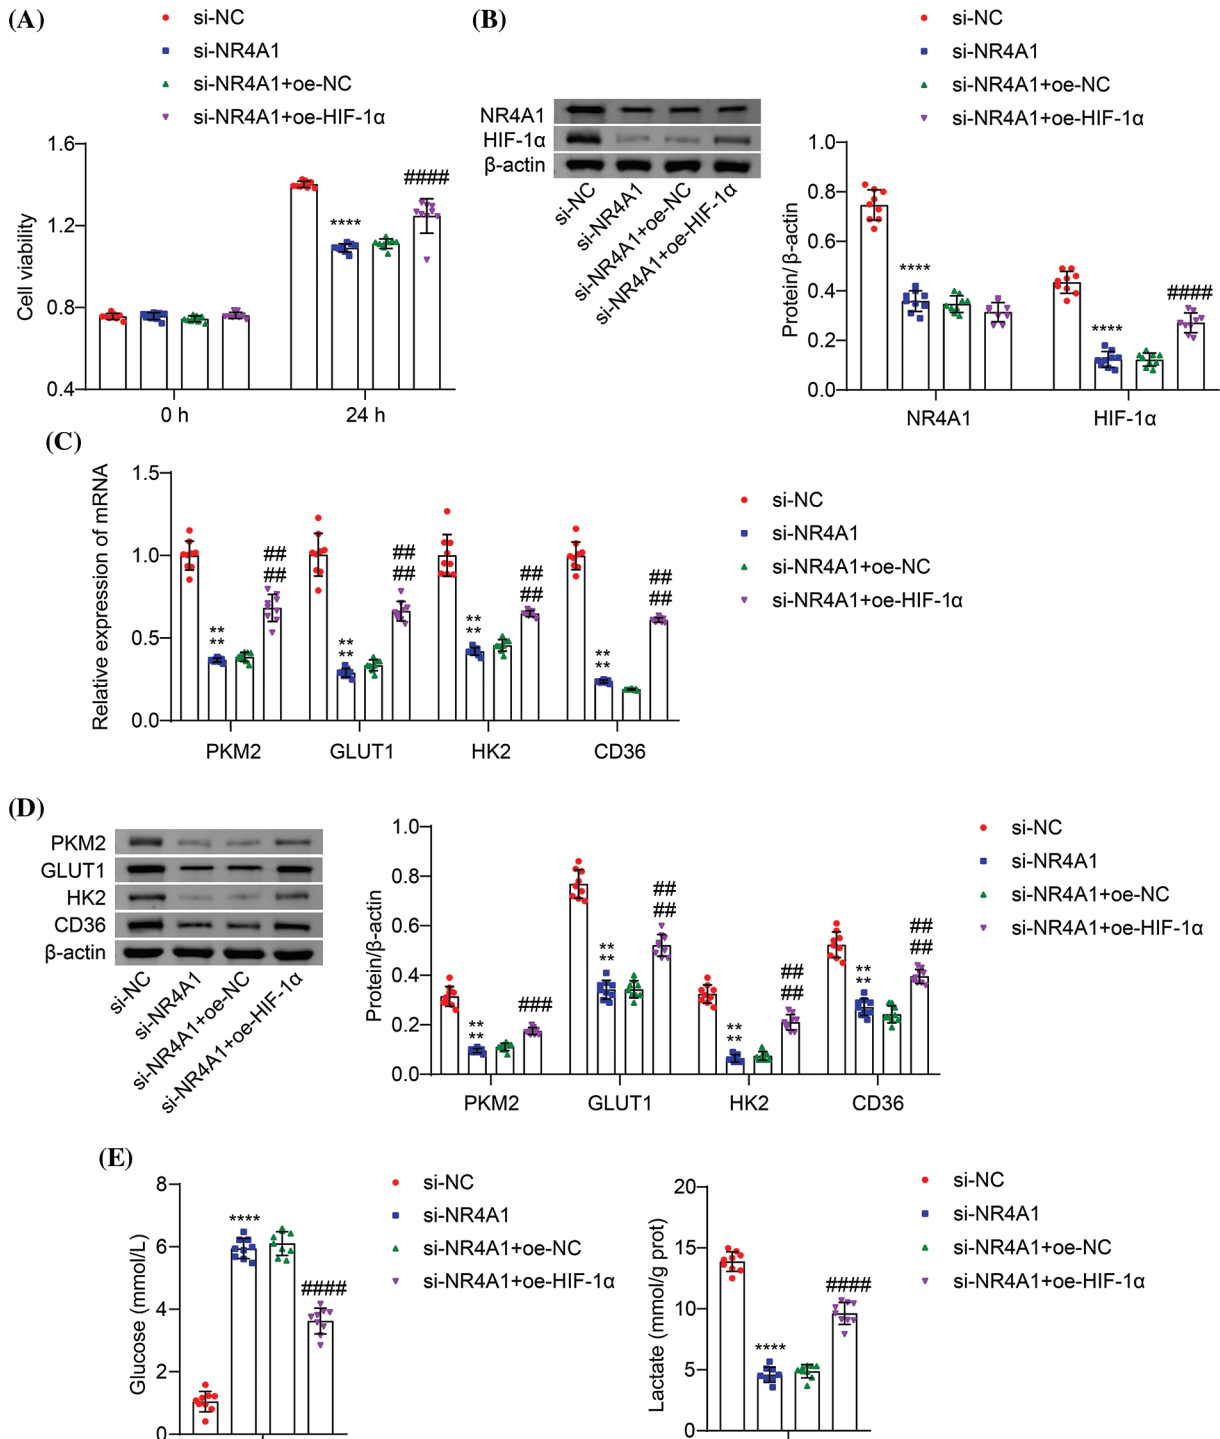 (A)
si-NC
si-NR4A1
si-NR4A1+oe-NC
si-NR4A1+oe-HIF-1α
Cell viability
1.6
1.2
0.8
0.4
****
####
0 h
24 h
(B)
si-NC
si-NR4A1
si-NR4A1+oe-NC
si-NR4A1+oe-HIF-1α
NR4A1
HIF-1α
β-actin
si-NC
si-NR4A1
si-NR4A1+oe-NC
si-NR4A1+oe-HIF-1α
Protein/β-actin
1.0
0.8
0.6
0.4
0.2
0.0
****
****
####
NR4A1
HIF-1α
(C)
Relative expression of mRNA
1.5
1.0
0.5
0.0
**
**
##
##
**
**
##
##
**
**
##
##
**
**
##
##
PKM2
GLUT1
HK2
CD36
si-NC
si-NR4A1
si-NR4A1+oe-NC
si-NR4A1+oe-HIF-1α
(D)
PKM2
GLUT1
HK2
CD36
β-actin
si-NC
si-NR4A1
si-NR4A1+oe-NC
si-NR4A1+oe-HIF-1α
Protein/β-actin
1.0
0.8
0.6
0.4
0.2
0.0
**
**
###
**
**
##
##
**
**
##
##
**
**
##
##
PKM2
GLUT1
HK2
CD36
si-NC
si-NR4A1
si-NR4A1+oe-NC
si-NR4A1+oe-HIF-1α
(E)
Glucose (mmol/L)
8
6
4
2
0
****
####
si-NC
si-NR4A1
si-NR4A1+oe-NC
si-NR4A1+oe-HIF-1α
Lactate (mmol/g prot)
20
15
10
5
0
****
####
si-NC
si-NR4A1
si-NR4A1+oe-NC
si-NR4A1+oe-HIF-1α